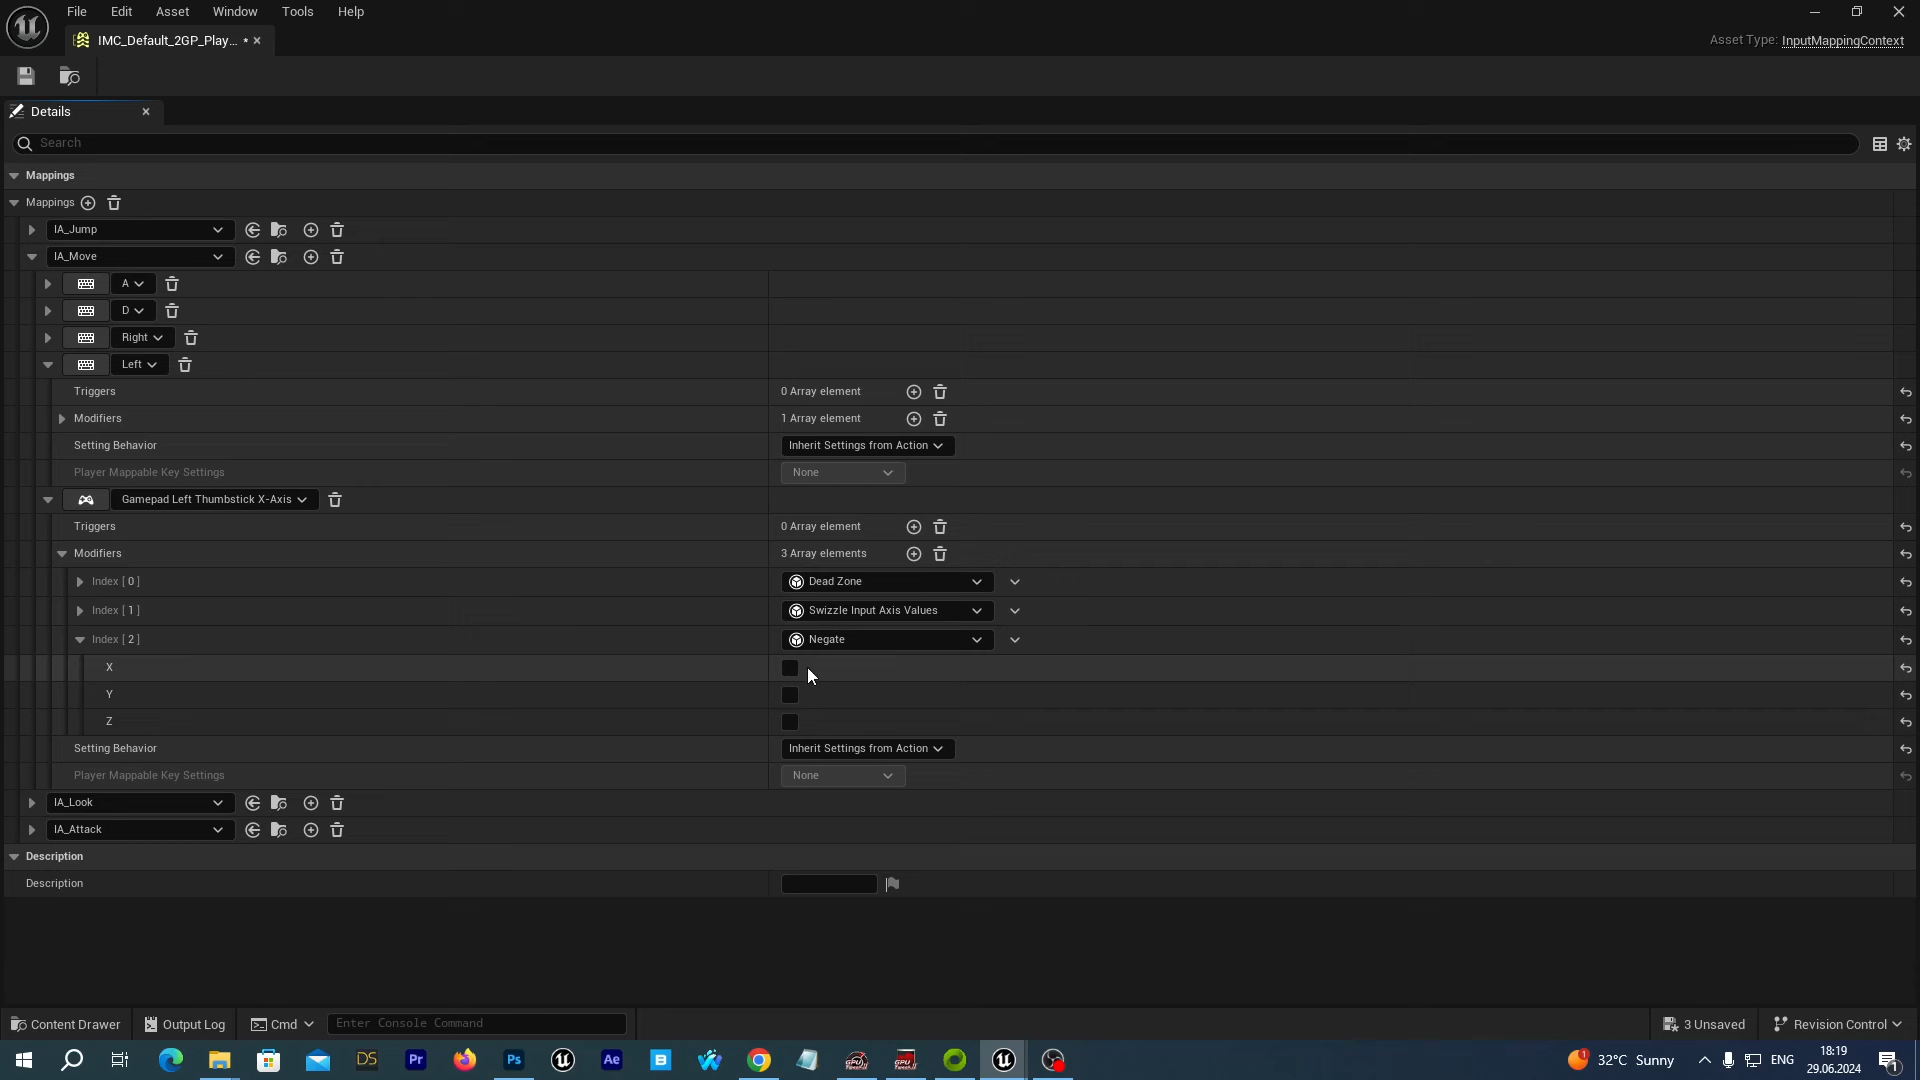 File Edit Asset Window Tools Help
IMC_Default_2GP_Play... *
Asset Type: InputMappingContext
Details
Search
Mappings
Mappings
IA_Jump
IA_Move
A
D
Right
Left
Triggers 0 Array element
Modifiers 1 Array element
Setting Behavior Inherit Settings from Action
Player Mappable Key Settings None
Gamepad Left Thumbstick X-Axis
Triggers 0 Array element
Modifiers 3 Array elements
Index [ 0 ] Dead Zone
Index [ 1 ] Swizzle Input Axis Values
Index [ 2 ] Negate
X
Y
Z
Setting Behavior Inherit Settings from Action
Player Mappable Key Settings None
IA_Look
IA_Attack
Description
Description
Content Drawer Output Log Cmd Enter Console Command 3 Unsaved Revision Control
DS Pr Ps Ae 1 32°C Sunny ENG 18:19
29.06.2024 1